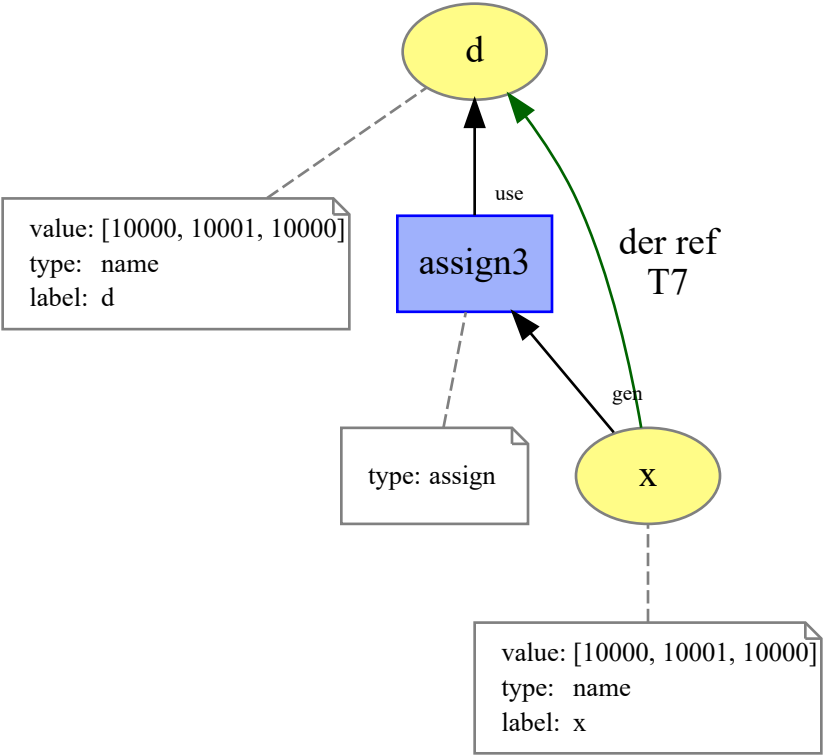 d
use
value: [10000, 10001, 10000]
type: name
label: d
assign3
der ref
T7
gen
type: assign
x
value: [10000, 10001, 10000]
type: name
label: x